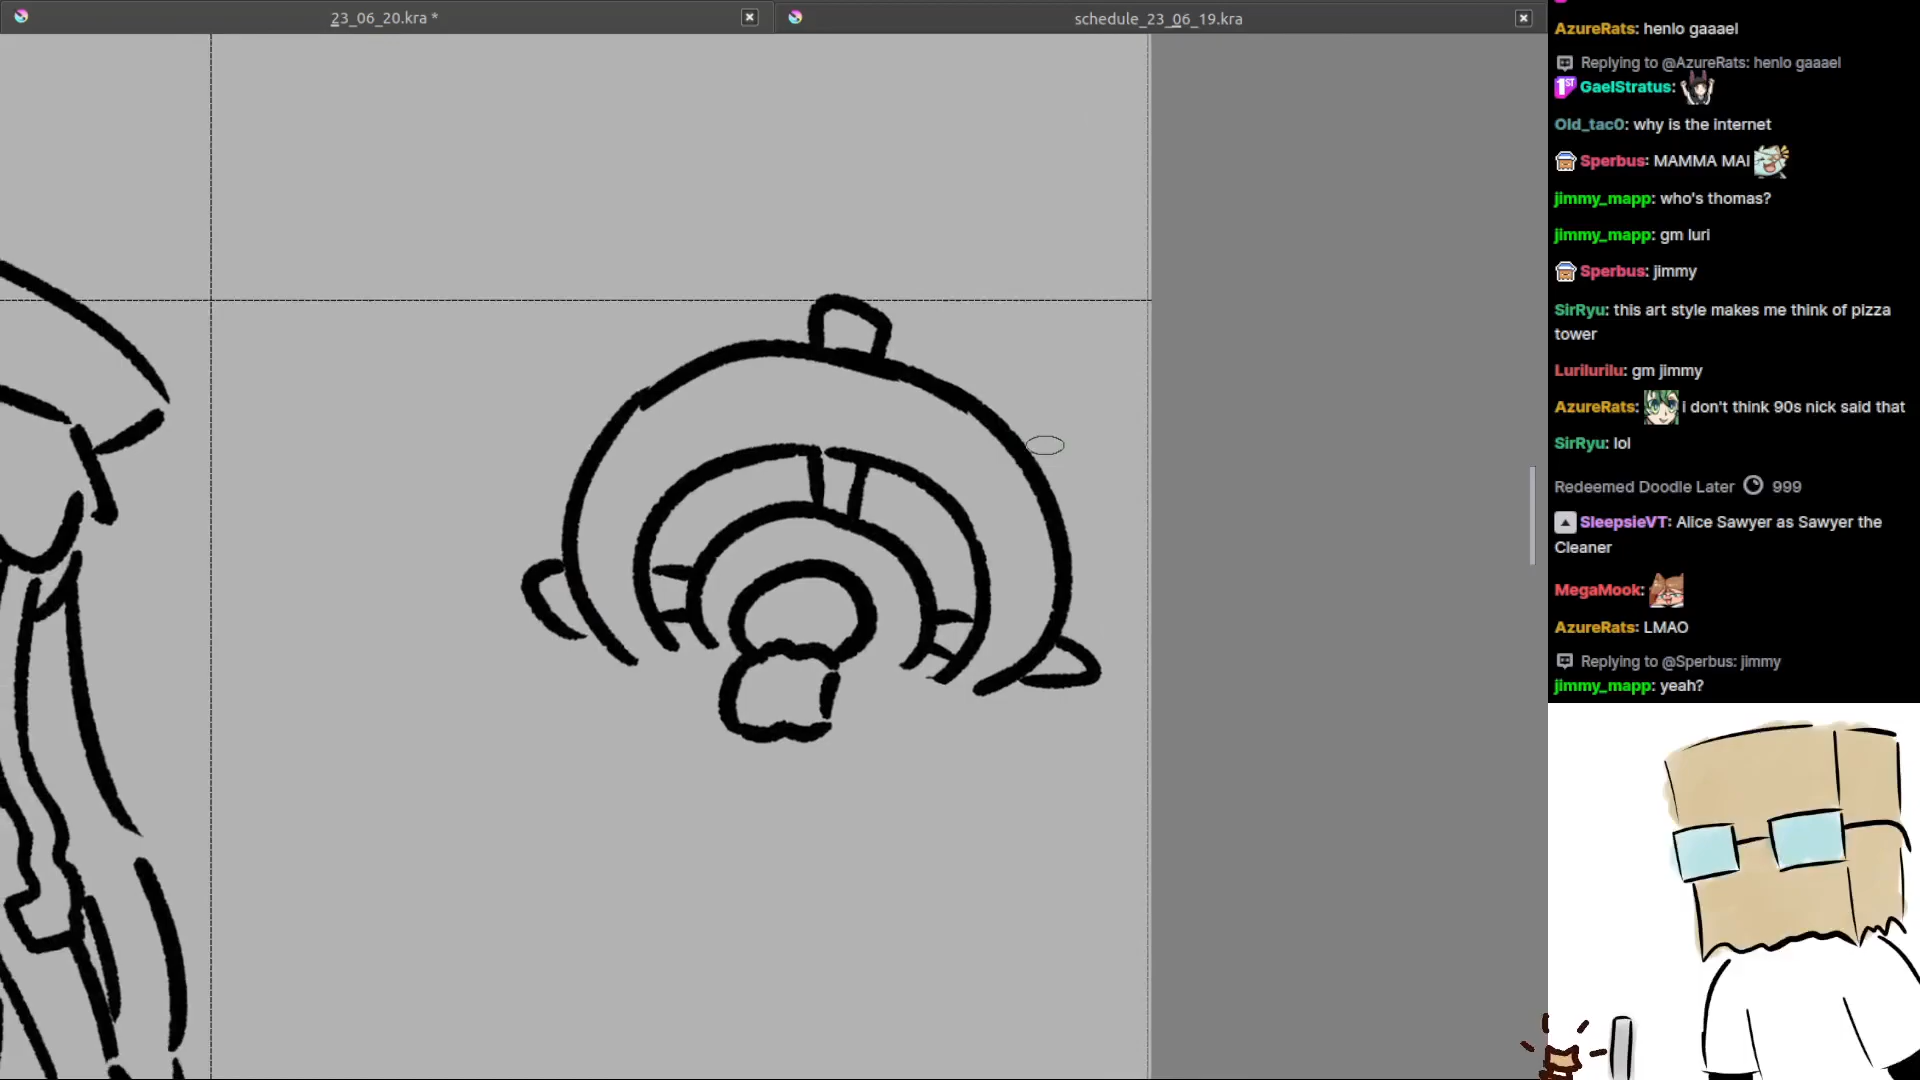 23_06_20.kra *
schedule_23_06_19.kra
AzureRats: henlo gaaael
Replying to @AzureRats: henlo gaaael
1ST GaelStratus:
Old_tac0: why is the internet
Sperbus: MAMMA MAI
jimmy_mapp: who's thomas?
jimmy_mapp: gm luri
Sperbus: jimmy
SirRyu: this art style makes me think of pizza
tower
Lurilurilu: gm jimmy
AzureRats: i don't think 90s nick said that
SirRyu: lol
Redeemed Doodle Later 999
SleepsieVT: Alice Sawyer as Sawyer the
Cleaner
MegaMook:
AzureRats: LMAO
Replying to @Sperbus: jimmy
jimmy_mapp: yeah?